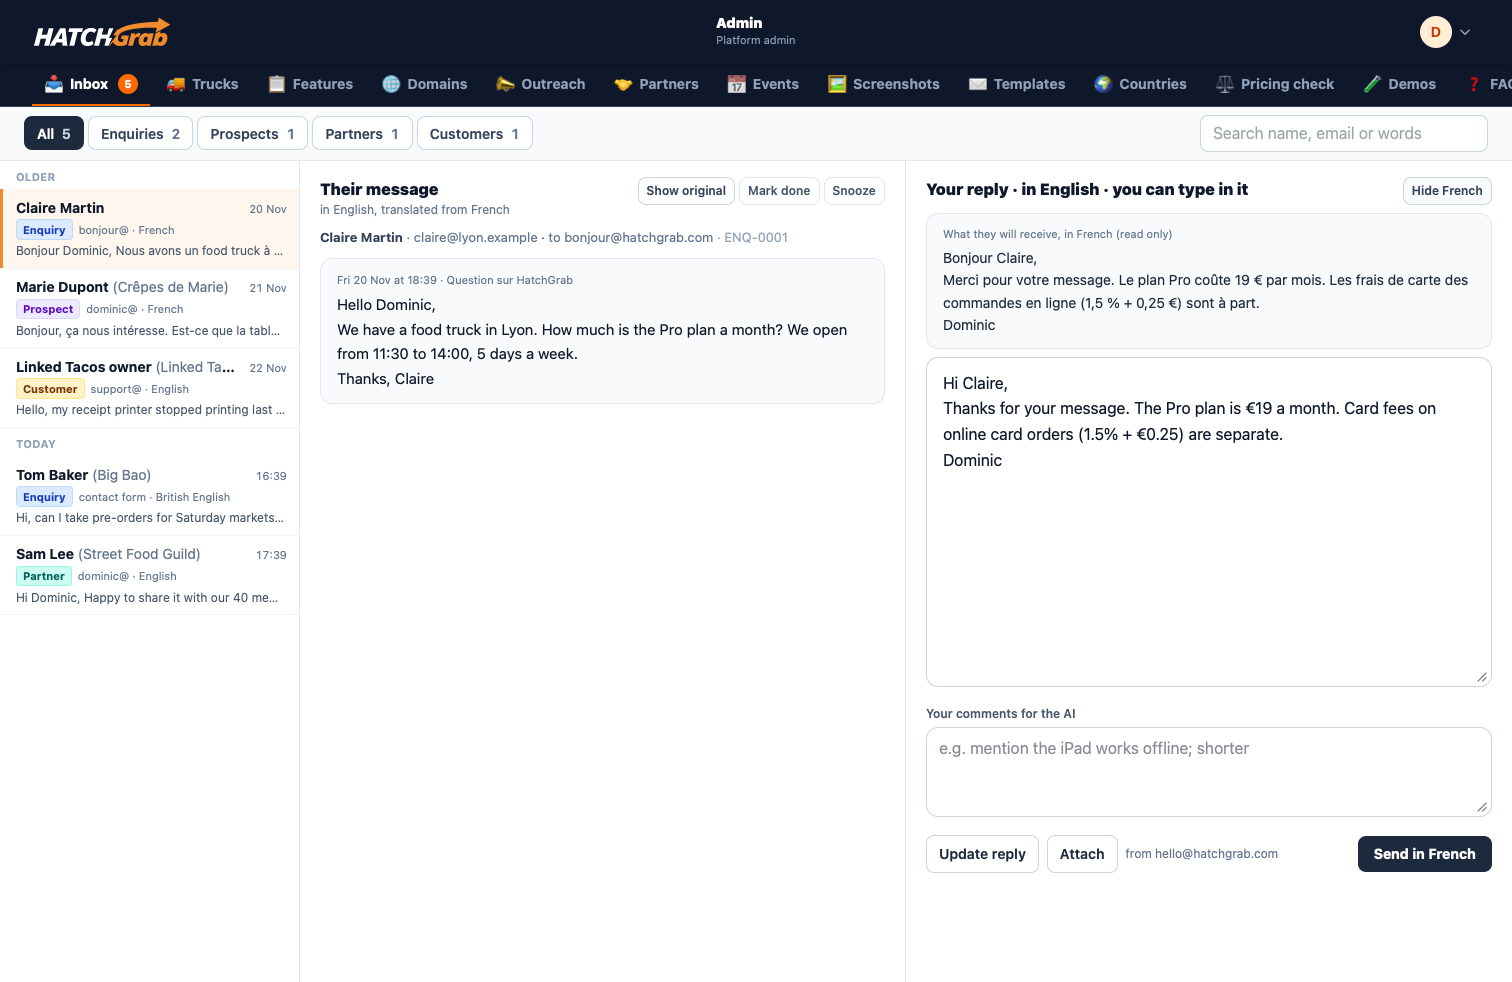 HATCHGrab
Admin
Platform admin
D
Inbox 5
Trucks
Features
Domains
Outreach
Partners
Events
Screenshots
Templates
Countries
Pricing check
Demos
All 5
Enquiries 2
Prospects 1
Partners 1
Customers 1
Search name, email or words
OLDER
Claire Martin 20 Nov
Enquiry bonjour@ · French
Bonjour Dominic, Nous avons un food truck à ...
Marie Dupont (Crêpes de Marie) 21 Nov
Prospect dominic@ · French
Bonjour, ça nous intéresse. Est-ce que la tabl...
Linked Tacos owner (Linked Ta... 22 Nov
Customer support@ · English
Hello, my receipt printer stopped printing last ...
TODAY
Tom Baker (Big Bao) 16:39
Enquiry contact form · British English
Hi, can I take pre-orders for Saturday markets...
Sam Lee (Street Food Guild) 17:39
Partner dominic@ · English
Hi Dominic, Happy to share it with our 40 me...
Their message
in English, translated from French
Show original
Mark done
Snooze
Claire Martin · claire@lyon.example · to bonjour@hatchgrab.com · ENQ-0001
Fri 20 Nov at 18:39 · Question sur HatchGrab
Hello Dominic,
We have a food truck in Lyon. How much is the Pro plan a month? We open
from 11:30 to 14:00, 5 days a week.
Thanks, Claire
Your reply · in English · you can type in it
Hide French
What they will receive, in French (read only)
Bonjour Claire,
Merci pour votre message. Le plan Pro coûte 19 € par mois. Les frais de carte des
commandes en ligne (1,5 % + 0,25 €) sont à part.
Dominic
Hi Claire,
Thanks for your message. The Pro plan is €19 a month. Card fees on
online card orders (1.5% + €0.25) are separate.
Dominic
Your comments for the AI
e.g. mention the iPad works offline; shorter
Update reply
Attach
from hello@hatchgrab.com
Send in French